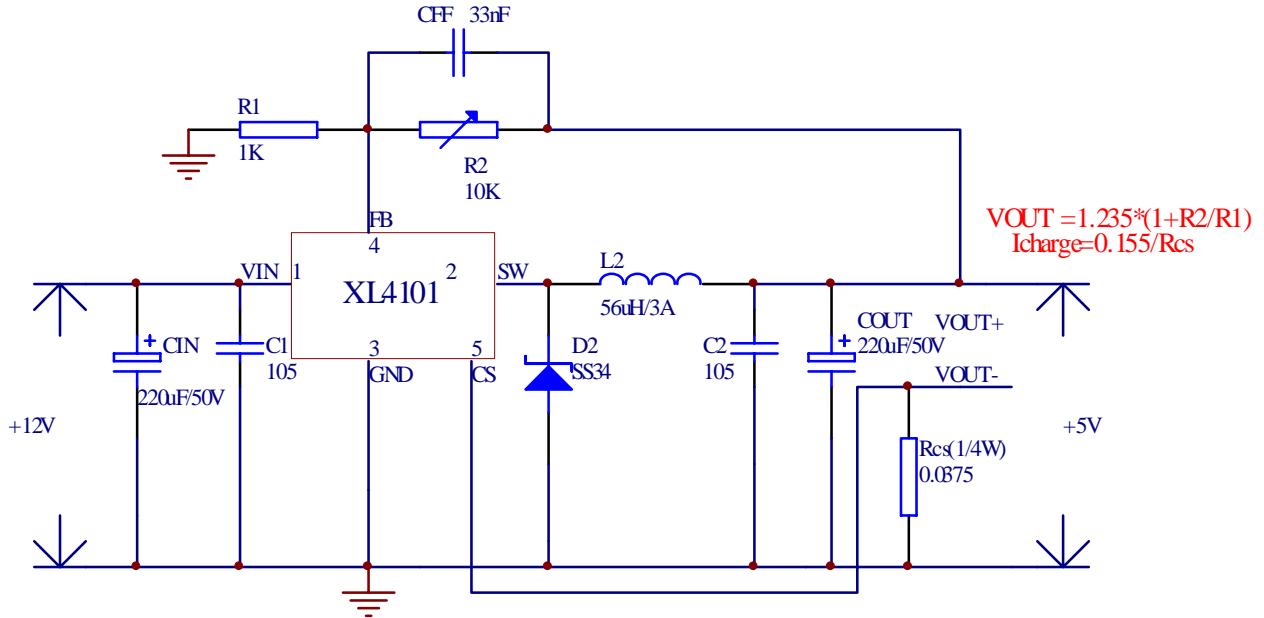 CFF 33nF
R1
1K
R2
10K
FB
4
VOUT =1.235*(1+R2/R1)
Icharge=0.155/Rcs
VIN 1
2 SW
XL4101
L2
56uH/3A
CIN
220uF/50V
C1
105
3
GND
5
CS
D2
SS34
C2
105
COUT
220uF/50V
VOUT+
VOUT-
+12V
+5V
Rcs(1/4W)
0.0375